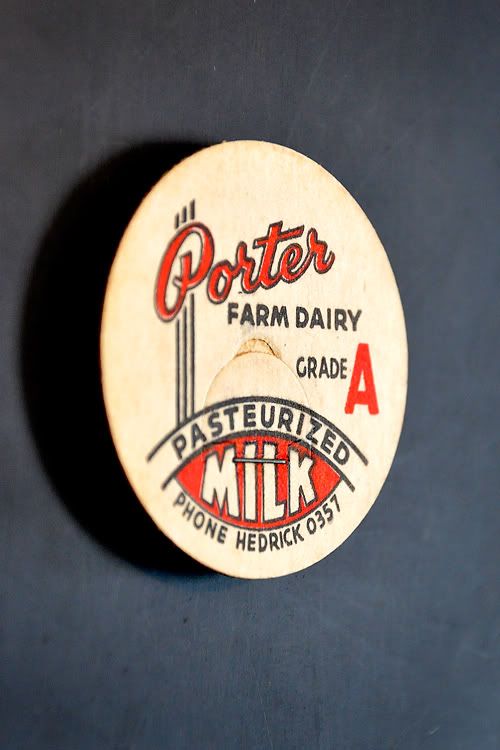 Porter
FARM DAIRY
GRADE A
PASTEURIZED
MILK
PHONE HEDRICK 0357